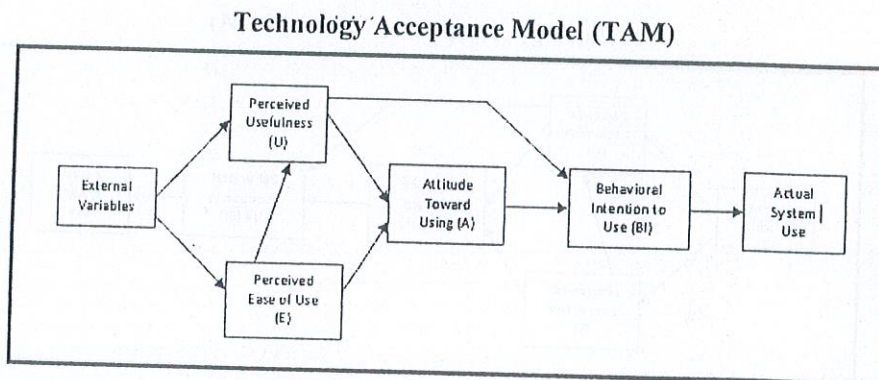 Technology Acceptance Model (TAM)
Perceived
Usefulness
(U)
External
Variables
Attitude
Toward
Using (A)
Behavioral
Intention to
Use (BI)
Actual
System
Use
Perceived
Ease of Use
(E)